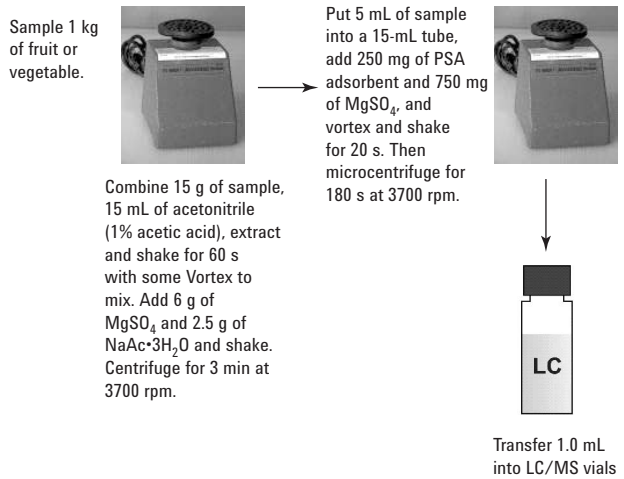 Sample 1 kg
of fruit or
vegetable.
Combine 15 g of sample,
15 mL of acetonitrile
(1% acetic acid), extract
and shake for 60 s
with some Vortex to
mix. Add 6 g of
MgSO₄ and 2.5 g of
NaAc•3H₂O and shake.
Centrifuge for 3 min at
3700 rpm.
Put 5 mL of sample
into a 15-mL tube,
add 250 mg of PSA
adsorbent and 750 mg
of MgSO₄, and
vortex and shake
for 20 s. Then
microcentrifuge for
180 s at 3700 rpm.
LC
Transfer 1.0 mL
into LC/MS vials